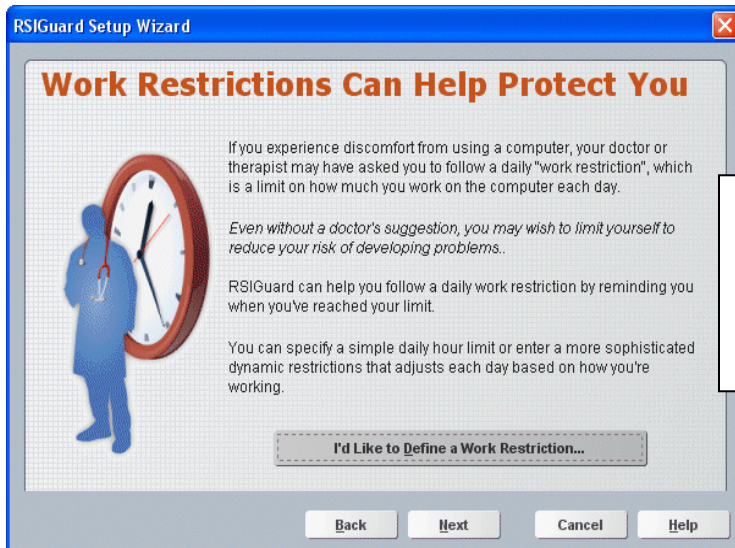 RSIGuard Setup Wizard
Work Restrictions Can Help Protect You
If you experience discomfort from using a computer, your doctor or
therapist may have asked you to follow a daily "work restriction", which
is a limit on how much you work on the computer each day.
Even without a doctor's suggestion, you may wish to limit yourself to
reduce your risk of developing problems..
RSIGuard can help you follow a daily work restriction by reminding you
when you've reached your limit.
You can specify a simple daily hour limit or enter a more sophisticated
dynamic restrictions that adjusts each day based on how you're
working.
I'd Like to Define a Work Restriction...
Back Next Cancel Help